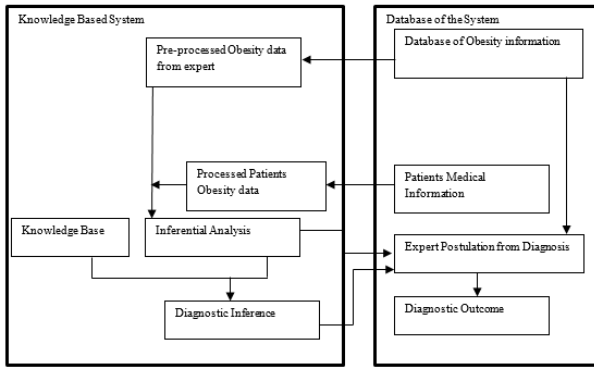 Knowledge Based System
Database of the System
Pre-processed Obesity data
from expert
Database of Obesity information
Processed Patients
Obesity data
Patients Medical
Information
Knowledge Base
Inferential Analysis
Expert Postulation from Diagnosis
Diagnostic Inference
Diagnostic Outcome